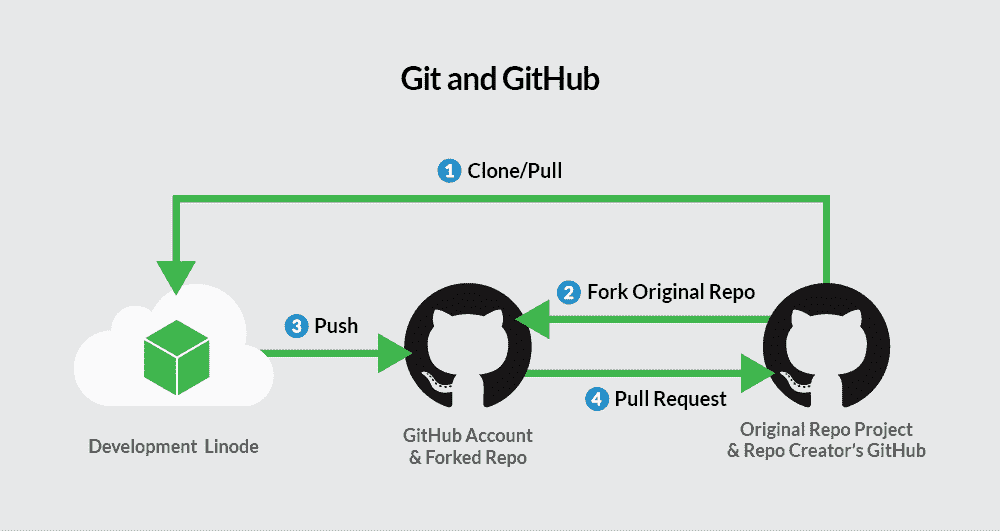 Git and GitHub
1 Clone/Pull
2 Fork Original Repo
3 Push
4 Pull Request
Development Linode
GitHub Account
& Forked Repo
Original Repo Project
& Repo Creator's GitHub